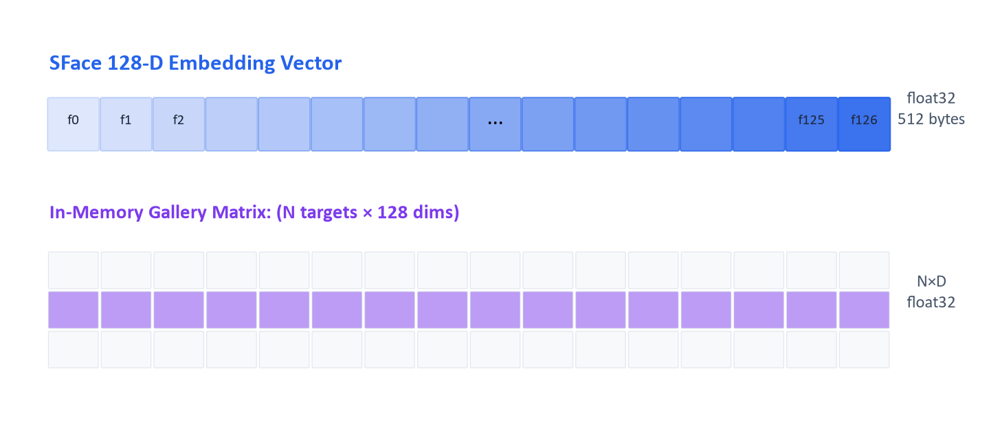 SFace 128-D Embedding Vector
f0 f1 f2 ... f125 f126
float32
512 bytes
In-Memory Gallery Matrix: (N targets × 128 dims)
N×D
float32